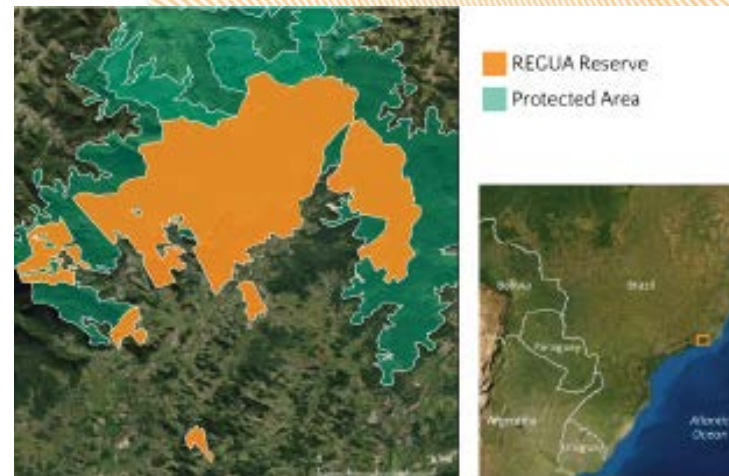 REGUA Reserve
Protected Area
Bolivia
Brazil
Paraguay
Argentina
Uruguay
Atlantic
Ocean